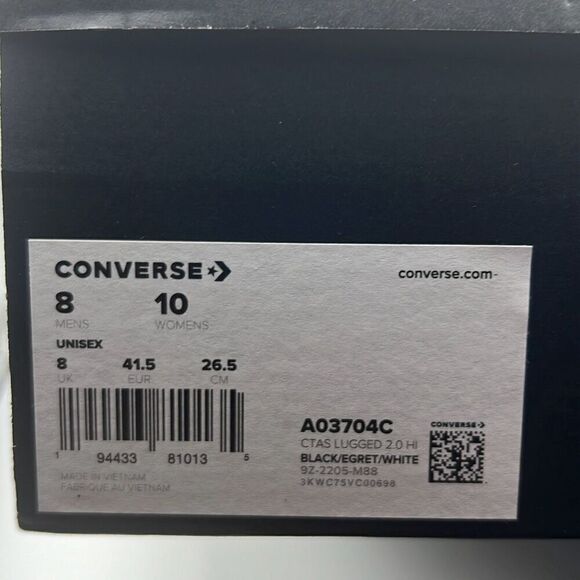 CONVERSE
converse.com
8 10
MENS WOMENS
UNISEX
8 41.5 26.5
UK EUR CM
1 94433 81013 5
MADE IN VIETNAM
FABRIQUE AU VIETNAM
A03704C
CTAS LUGGED 2.0 HI
BLACK/EGRET/WHITE
9Z-2205-M88
3KWC75VC00698
CONVERSE